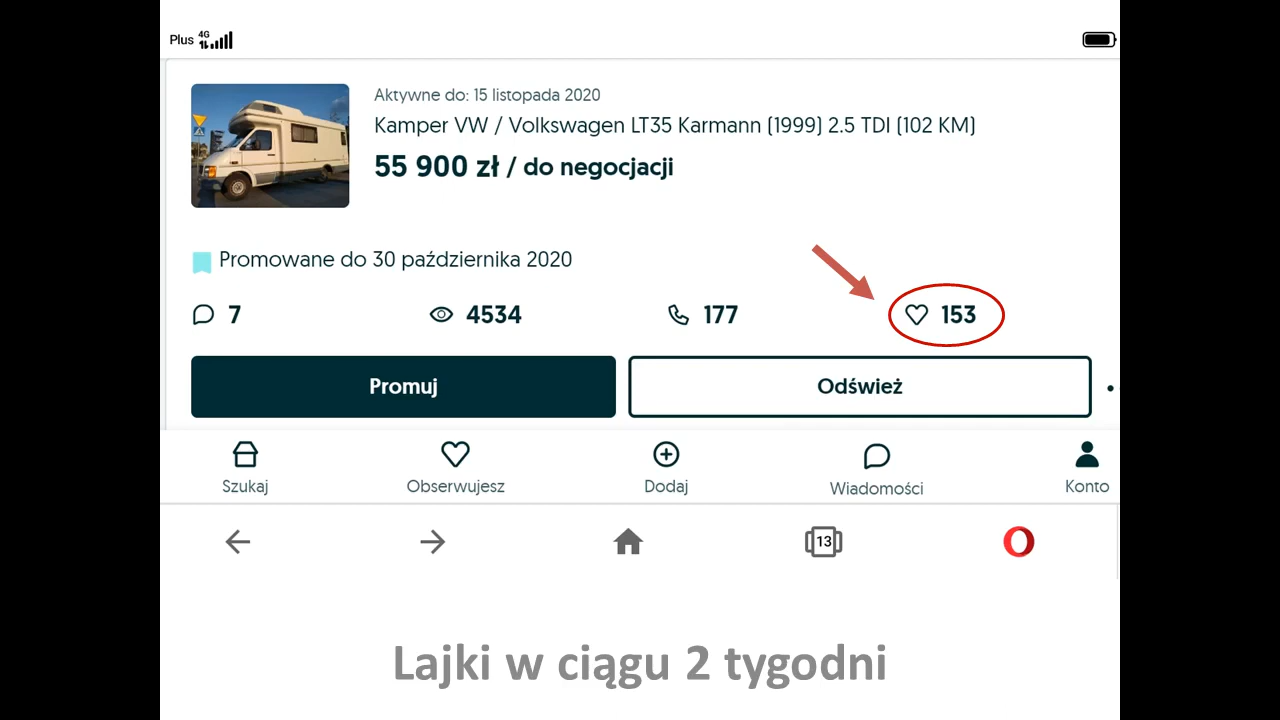 Plus 4G
Aktywne do: 15 listopada 2020
Kamper VW / Volkswagen LT35 Karmann (1999) 2.5 TDI (102 KM)
55 900 zł / do negocjacji
Promowane do 30 października 2020
7 4534 177 153
Promuj Odśwież
Szukaj Obserwujesz Dodaj Wiadomości Konto
13
Lajki w ciągu 2 tygodni